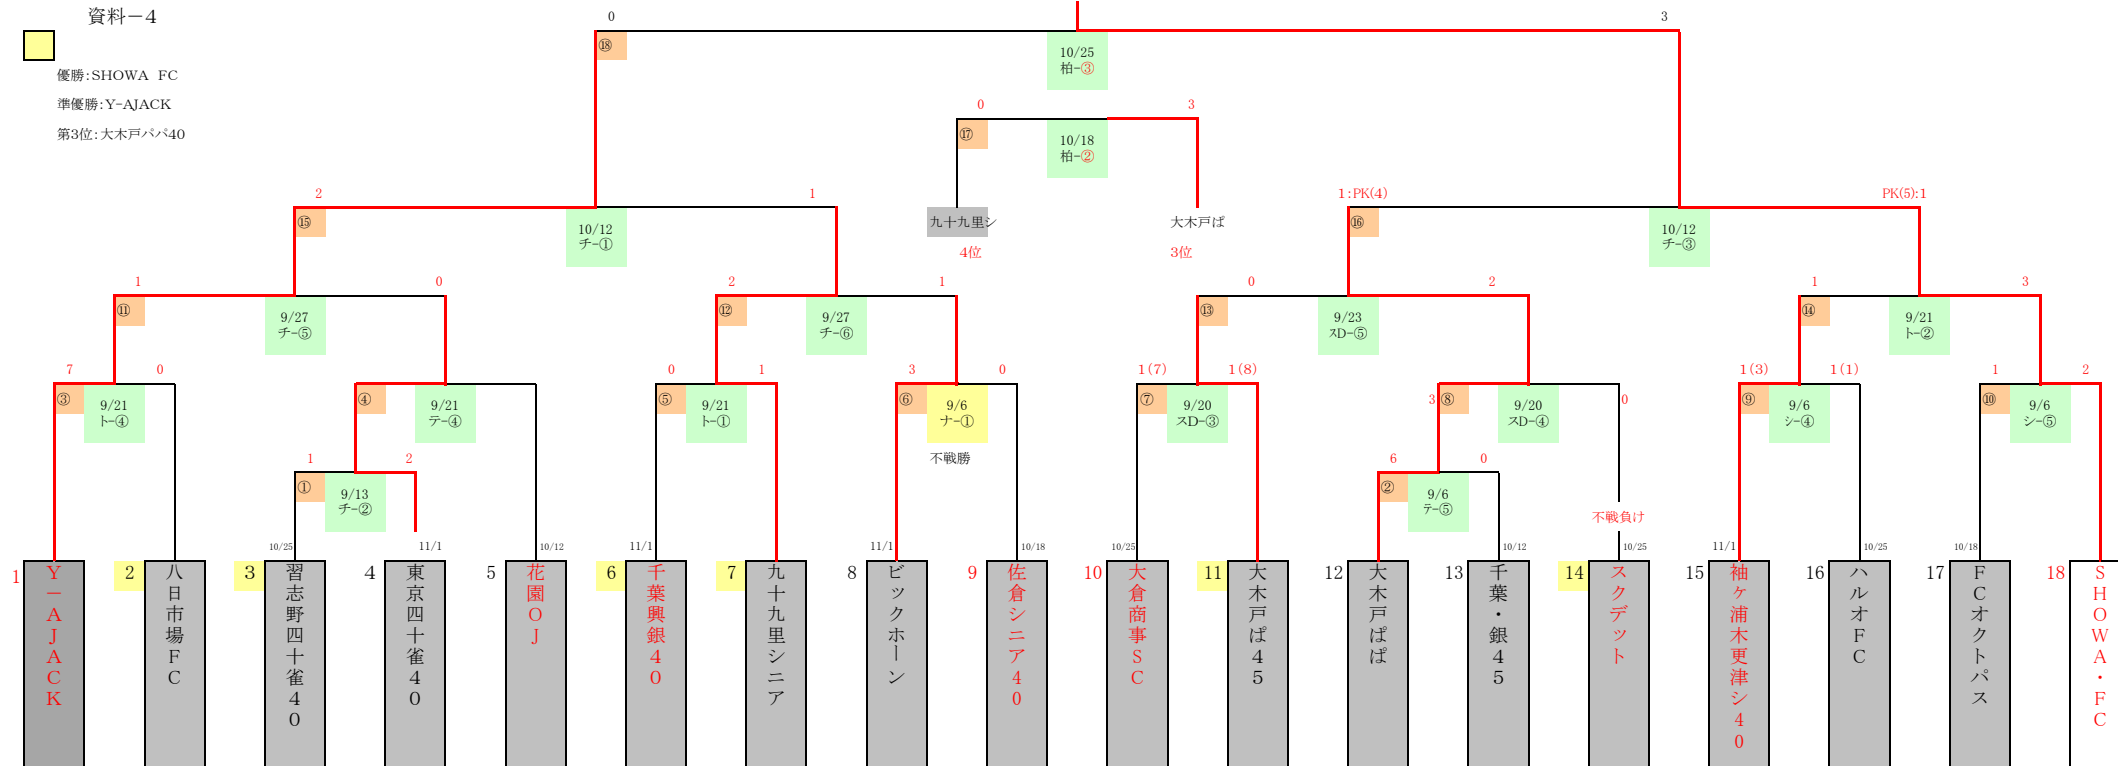 資料－4
優勝：SHOWA　FC
準優勝：Y-AJACK
第3位：大木戸パパ40
0
3
⑱
10/25
柏-③
0
3
⑰
10/18
柏-②
九十九里シ
大木戸ぱ
4位
3位
2
1
⑮
10/12
チ-①
1：PK(4)
PK(5)：1
⑯
10/12
チ-③
1
0
⑪
9/27
チ-⑤
2
1
⑫
9/27
チ-⑥
0
2
⑬
9/23
スD-⑤
1
3
⑭
9/21
ト-②
7
0
③
9/21
ト-④
④
9/21
テ-④
0
1
⑤
9/21
ト-①
3
0
⑥
9/6
ナ-①
不戦勝
1(7)
1(8)
⑦
9/20
スD-③
3
0
⑧
9/20
スD-④
1(3)
1(1)
⑨
9/6
シ-④
1
2
⑩
9/6
シ-⑤
1
2
①
9/13
チ-②
6
0
②
9/6
テ-⑤
不戦負け
10/25
11/1
10/12
11/1
11/1
10/18
10/25
10/12
10/25
11/1
10/25
10/18
1
Y－AJACK
2
八日市場FC
3
習志野四十雀40
4
東京四十雀40
5
花園OJ
6
千葉興銀40
7
九十九里シニア
8
ビックホーン
9
佐倉シニア40
10
大倉商事SC
11
大木戸ぱ45
12
大木戸ぱぱ
13
千葉・銀45
14
スクデット
15
袖ケ浦木更津シ40
16
ハルオFC
17
FCオクトパス
18
SHOWA・FC